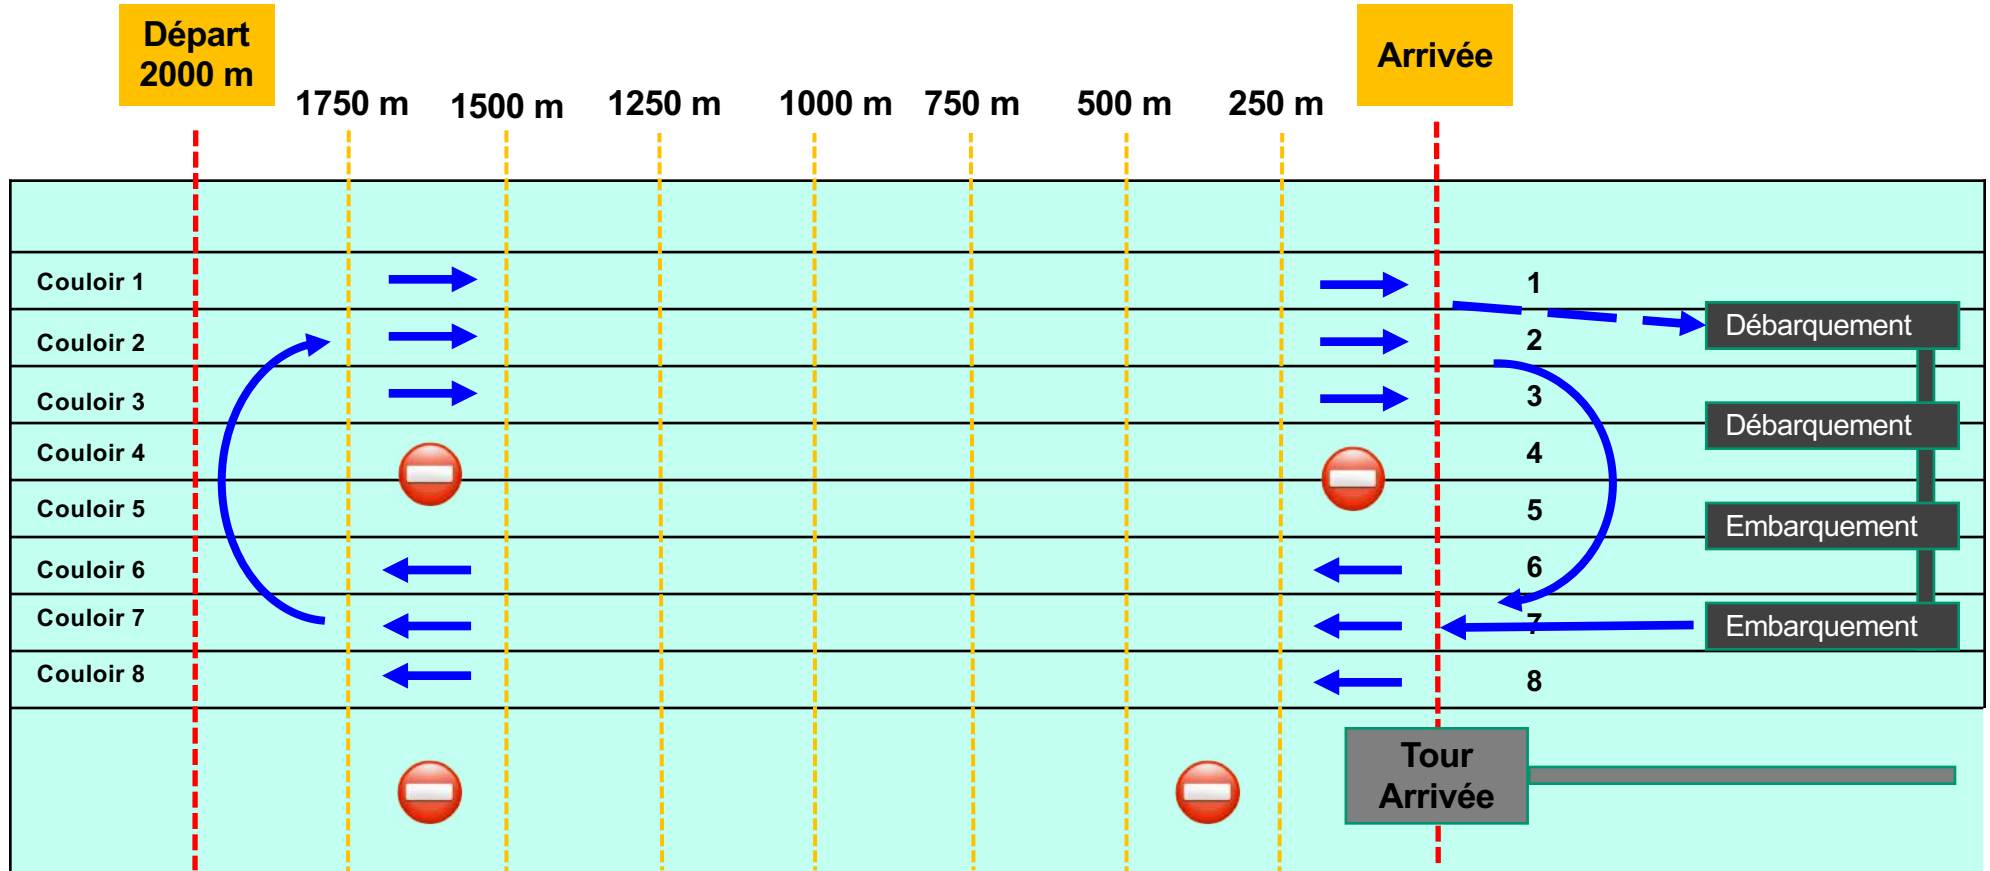 Départ
2000 m
Arrivée
1750 m
1500 m
1250 m
1000 m
750 m
500 m
250 m
Couloir 1
1
Débarquement
Couloir 2
2
Couloir 3
3
Débarquement
Couloir 4
4
Couloir 5
5
Embarquement
Couloir 6
6
Couloir 7
7
Embarquement
Couloir 8
8
Tour
Arrivée